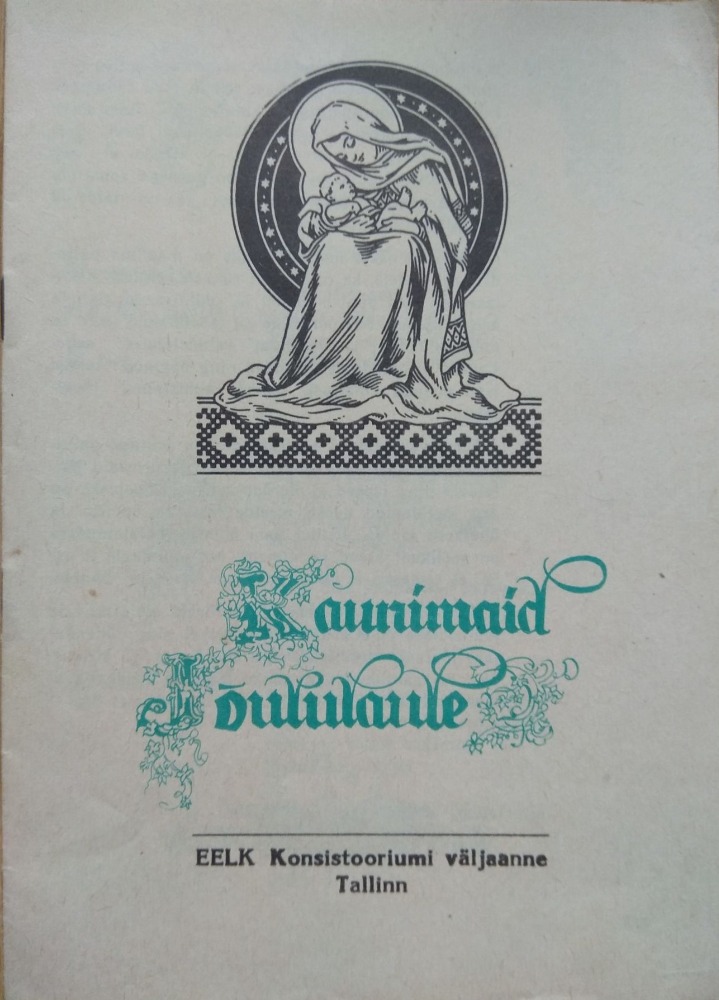 Kaunimaid
Jõululaule
EELK Konsistooriumi väljaanne
Tallinn